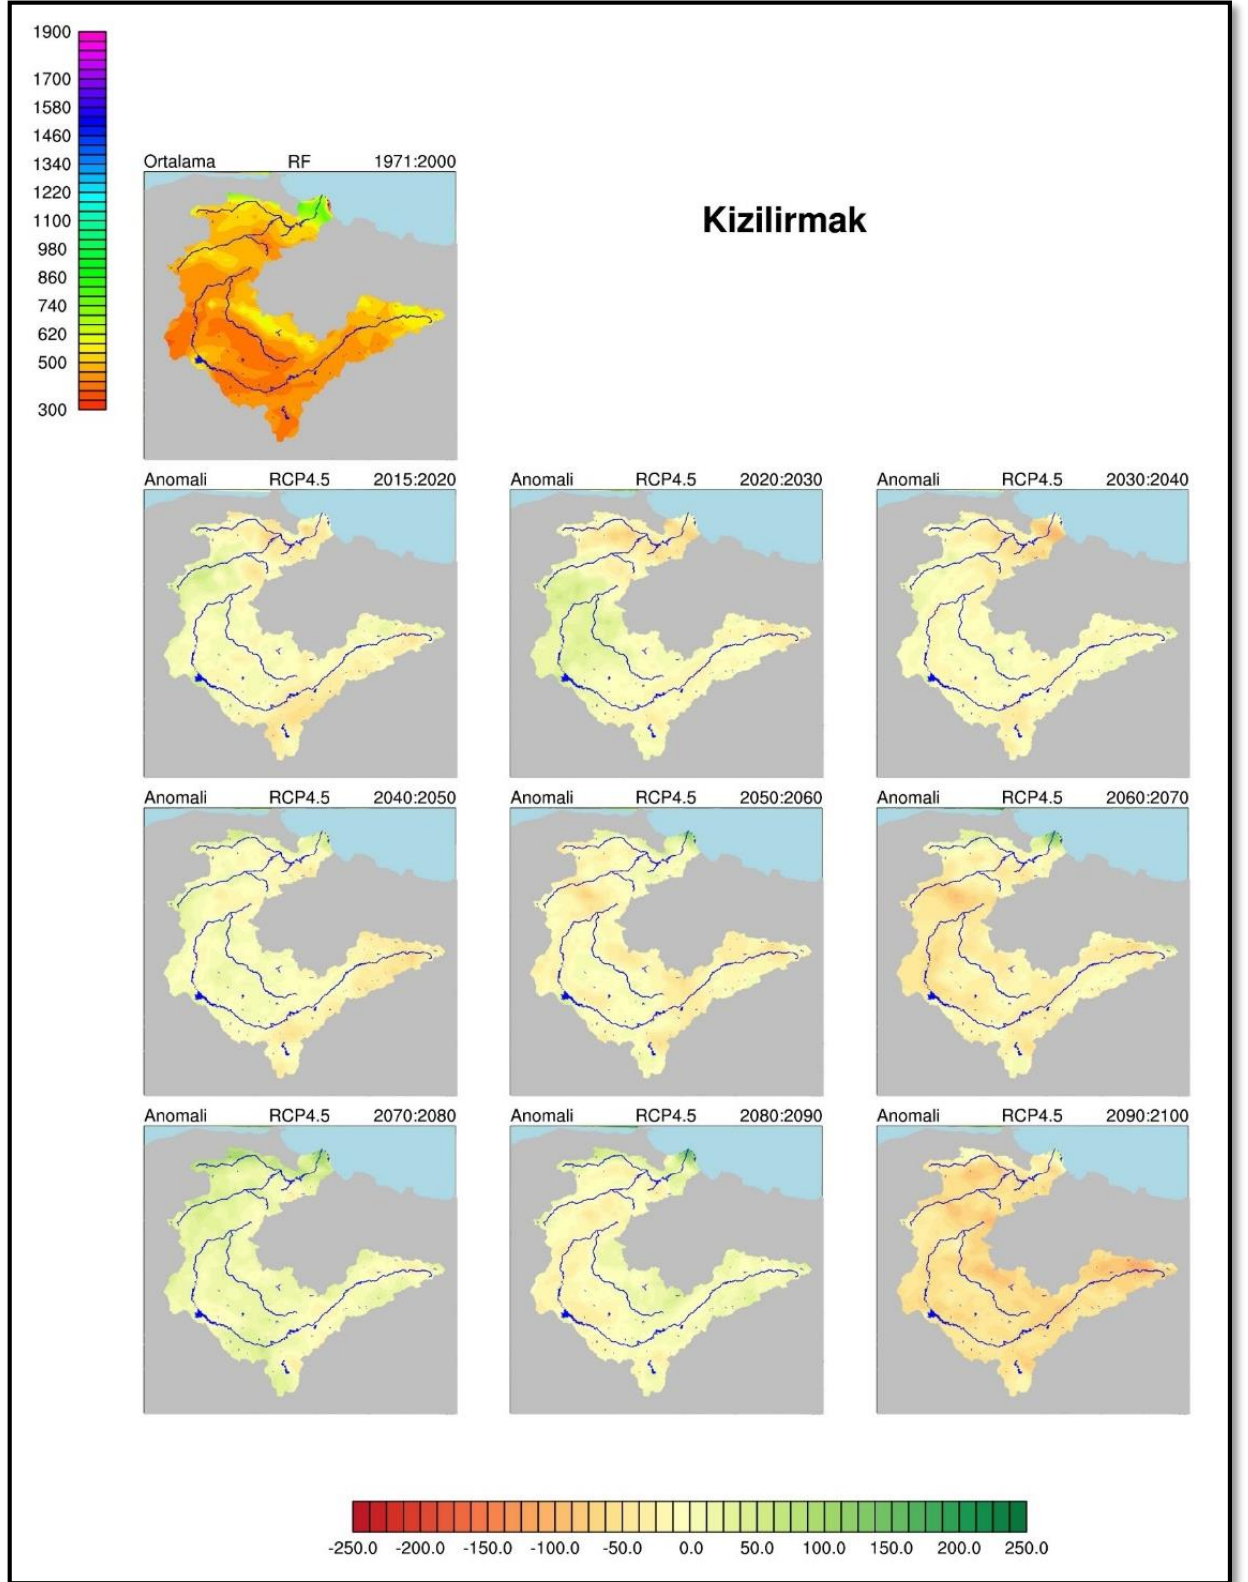 1900
1700
1580
1460
1340
1220
1100
980
860
740
620
500
300
Ortalama RF 1971:2000
Kizilirmak
Anomali RCP4.5 2015:2020
Anomali RCP4.5 2020:2030
Anomali RCP4.5 2030:2040
Anomali RCP4.5 2040:2050
Anomali RCP4.5 2050:2060
Anomali RCP4.5 2060:2070
Anomali RCP4.5 2070:2080
Anomali RCP4.5 2080:2090
Anomali RCP4.5 2090:2100
-250.0 -200.0 -150.0 -100.0 -50.0 0.0 50.0 100.0 150.0 200.0 250.0